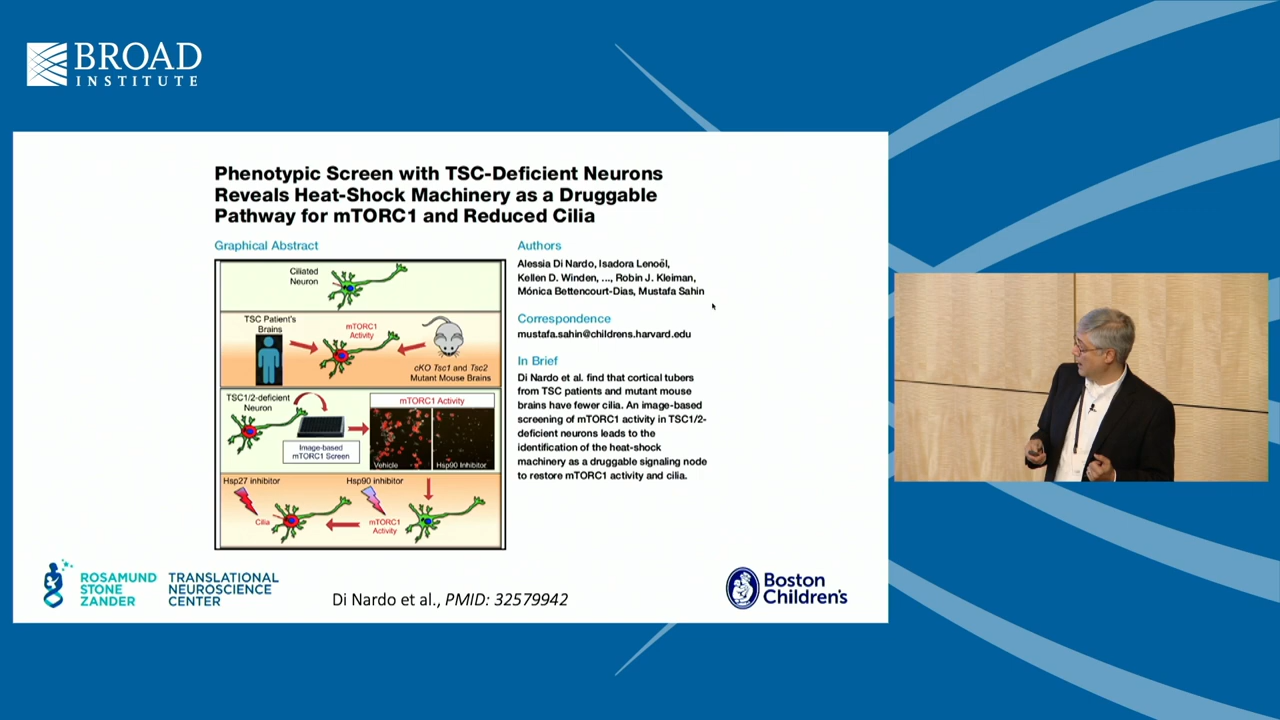 BROAD
INSTITUTE
Phenotypic Screen with TSC-Deficient Neurons
Reveals Heat-Shock Machinery as a Druggable
Pathway for mTORC1 and Reduced Cilia
Graphical Abstract
Ciliated
Neuron
TSC Patient's
Brains
mTORC1
Activity
cKO Tsc1 and Tsc2
Mutant Mouse Brains
TSC1/2-deficient
Neuron
Image-based
mTORC1 Screen
mTORC1 Activity
Vehicle
Hsp90 Inhibitor
Hsp27 inhibitor
Hsp90 inhibitor
Cilia
mTORC1
Activity
Authors
Alessia Di Nardo, Isadora Lenoël,
Kellen D. Winden, ..., Robin J. Kleiman,
Mónica Bettencourt-Dias, Mustafa Sahin
Correspondence
mustafa.sahin@childrens.harvard.edu
In Brief
Di Nardo et al. find that cortical tubers
from TSC patients and mutant mouse
brains have fewer cilia. An image-based
screening of mTORC1 activity in TSC1/2-
deficient neurons leads to the
identification of the heat-shock
machinery as a druggable signaling node
to restore mTORC1 activity and cilia.
ROSAMUND
STONE
ZANDER
TRANSLATIONAL
NEUROSCIENCE
CENTER
Di Nardo et al., PMID: 32579942
Boston
Children's